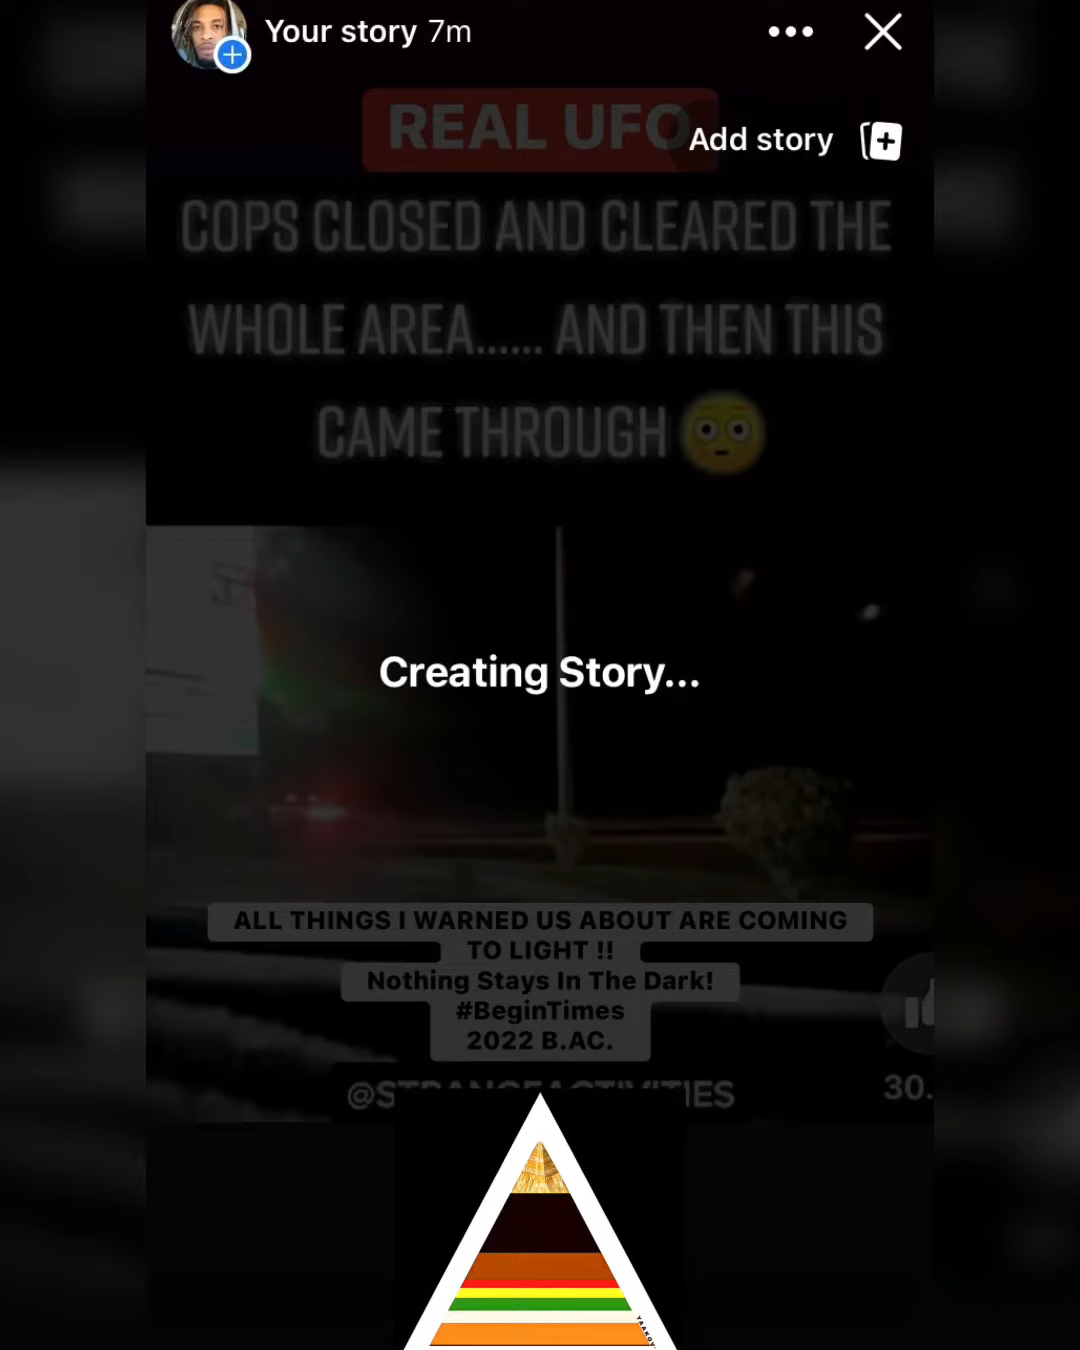 Your story 7m
REAL UFO
Add story
COPS CLOSED AND CLEARED THE
WHOLE AREA...... AND THEN THIS
CAME THROUGH 😳
Creating Story...
ALL THINGS I WARNED US ABOUT ARE COMING
TO LIGHT !!
Nothing Stays In The Dark!
#BeginTimes
2022 B.AC.
@STRANGEACTIVITIES
30.